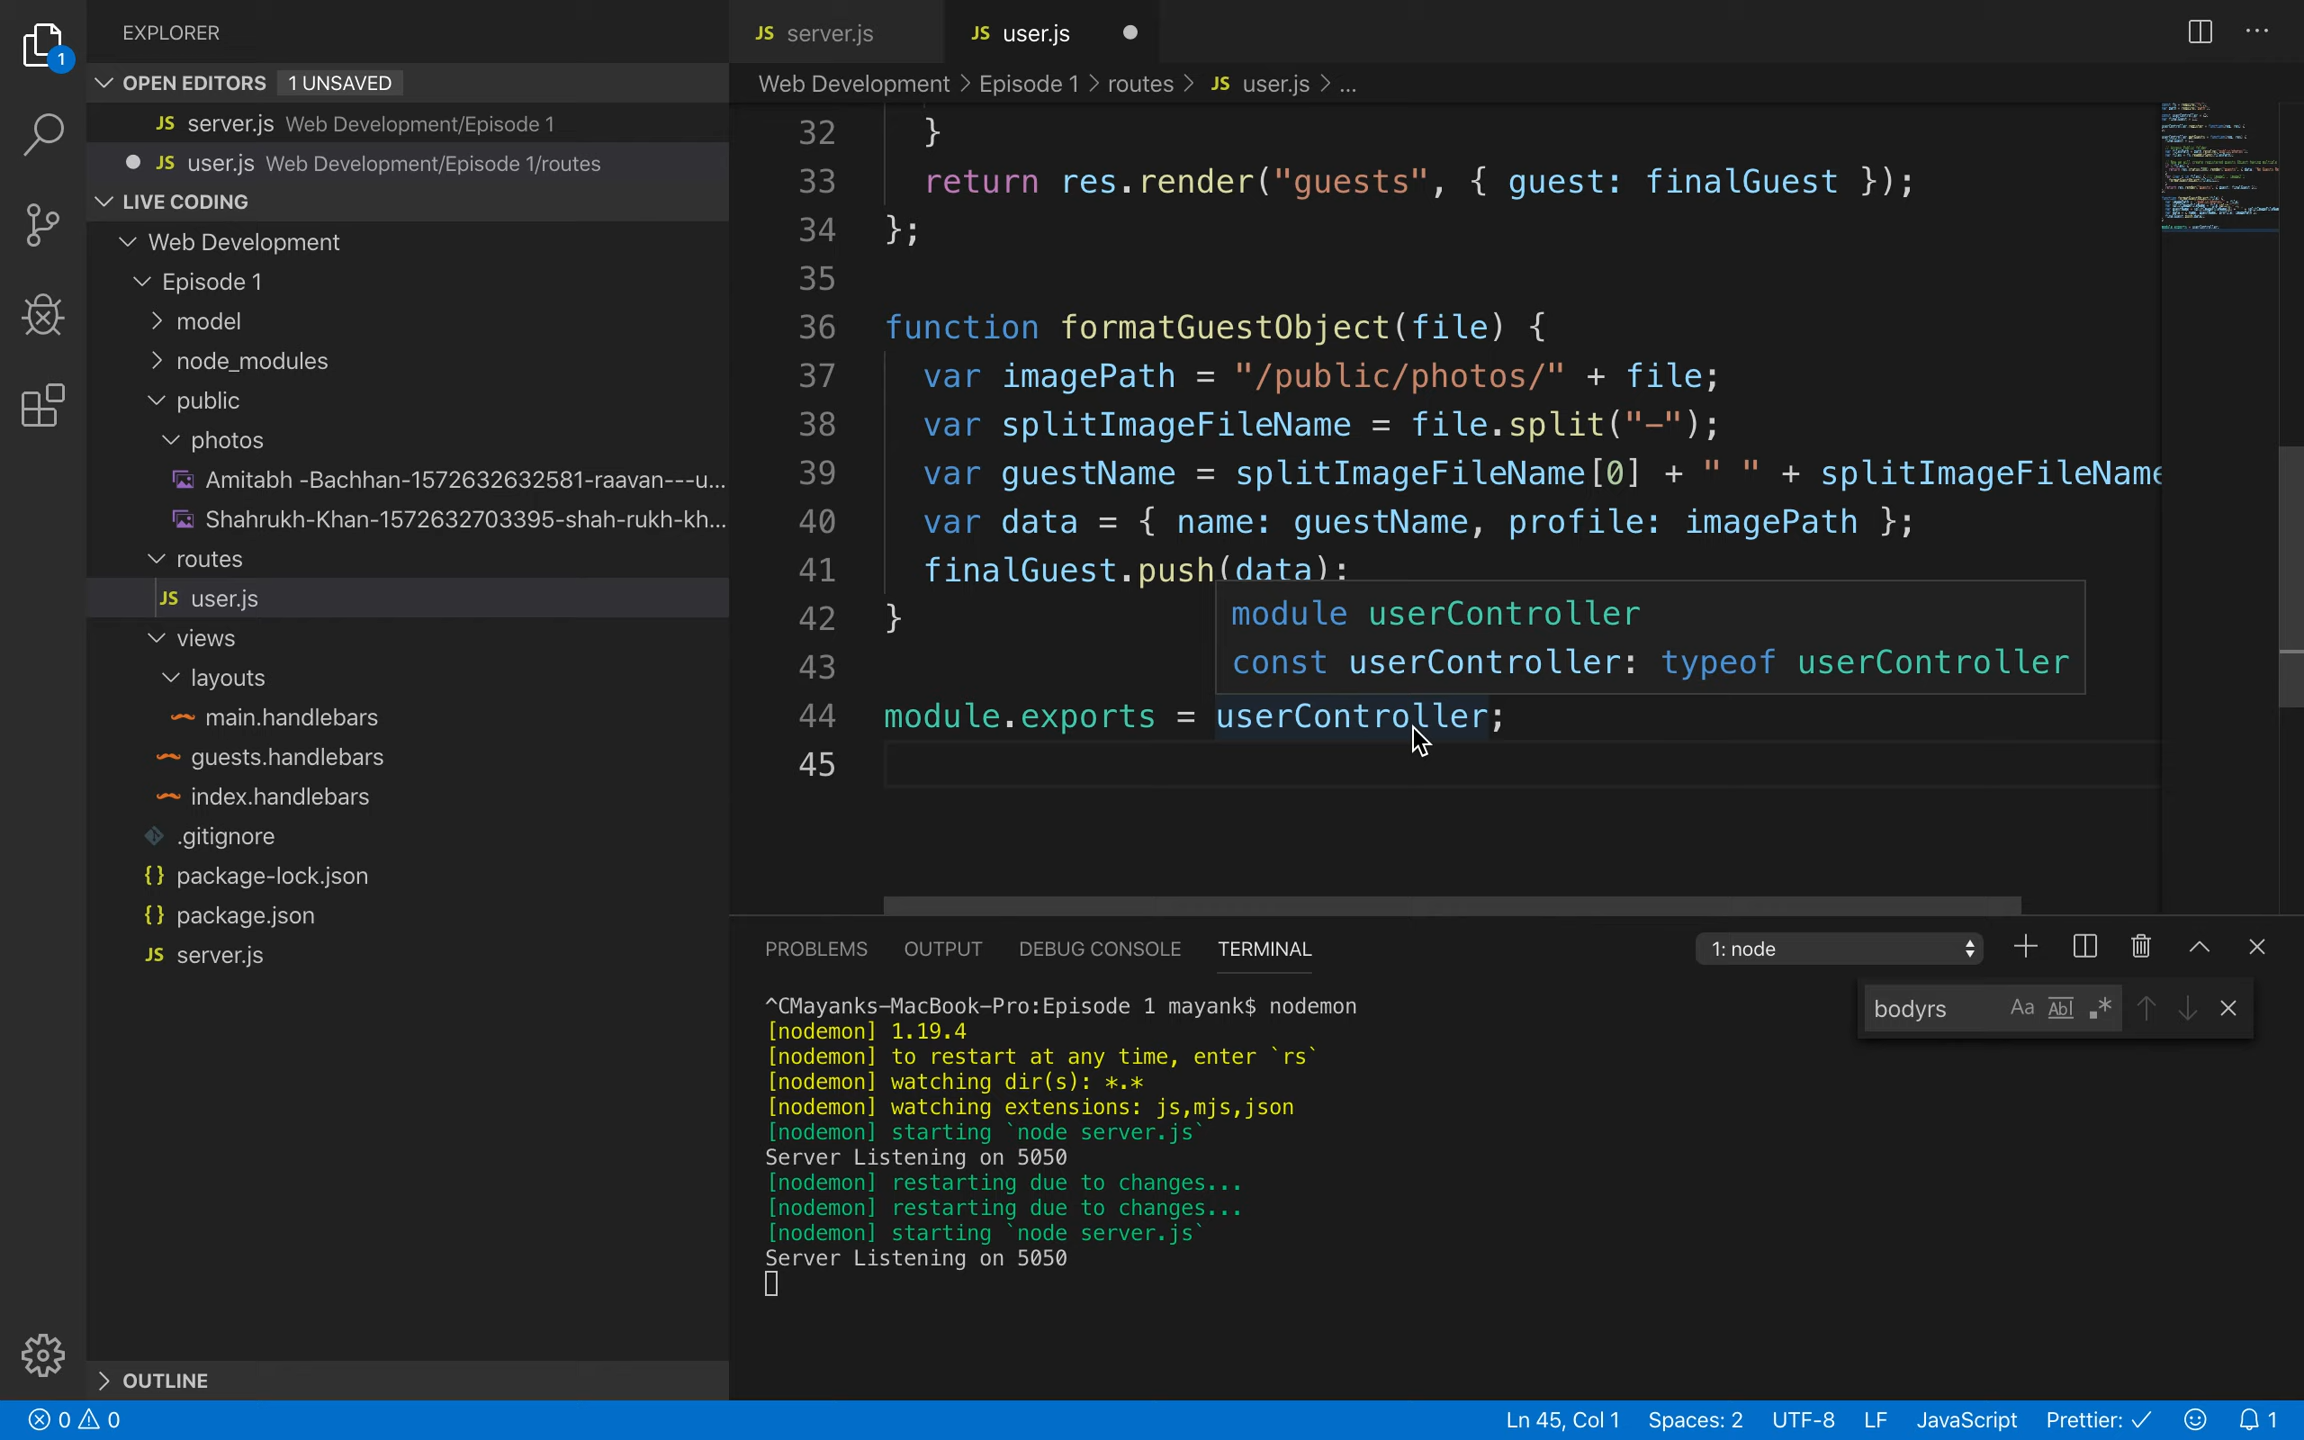 EXPLORER
OPEN EDITORS 1 UNSAVED
JS server.js Web Development/Episode 1
JS user.js Web Development/Episode 1/routes
LIVE CODING
Web Development
Episode 1
model
node_modules
public
photos
Amitabh -Bachhan-1572632632581-raavan---u...
Shahrukh-Khan-1572632703395-shah-rukh-kh...
routes
JS user.js
views
layouts
main.handlebars
guests.handlebars
index.handlebars
.gitignore
{} package-lock.json
{} package.json
JS server.js
OUTLINE
1
JS server.js JS user.js
Web Development > Episode 1 > routes > JS user.js > ...
32 }
33 return res.render("guests", { guest: finalGuest });
34 };
35
36 function formatGuestObject(file) {
37 var imagePath = "/public/photos/" + file;
38 var splitImageFileName = file.split("-");
39 var guestName = splitImageFileName[0] + " " + splitImageFileName
40 var data = { name: guestName, profile: imagePath };
41 finalGuest.push(data);
42 }
module userController
43
const userController: typeof userController
44 module.exports = userController;
45
PROBLEMS OUTPUT DEBUG CONSOLE TERMINAL 1: node
bodyrs Aa Abl .*
^CMayanks-MacBook-Pro:Episode 1 mayank$ nodemon
[nodemon] 1.19.4
[nodemon] to restart at any time, enter `rs`
[nodemon] watching dir(s): *.*
[nodemon] watching extensions: js,mjs,json
[nodemon] starting `node server.js`
Server Listening on 5050
[nodemon] restarting due to changes...
[nodemon] restarting due to changes...
[nodemon] starting `node server.js`
Server Listening on 5050
0 0 Ln 45, Col 1 Spaces: 2 UTF-8 LF JavaScript Prettier: ✓ 1